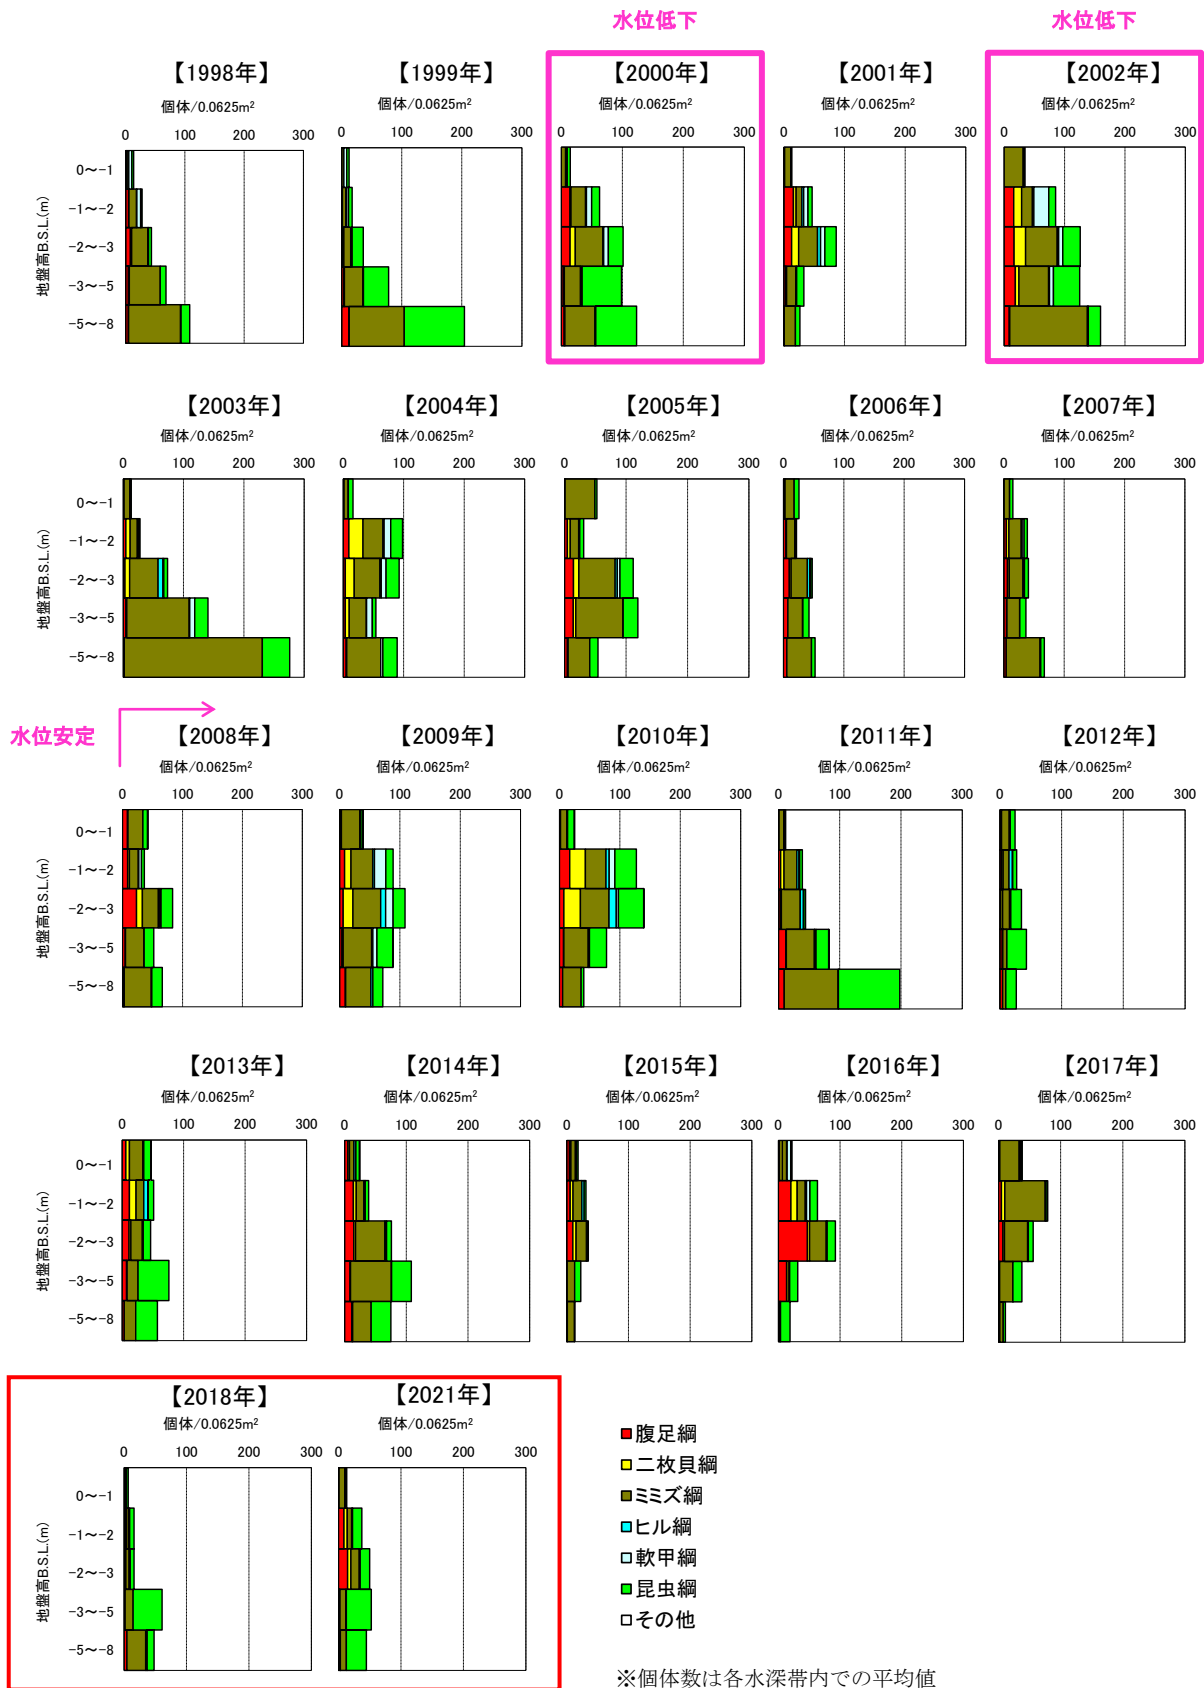 水位低下 水位低下
【1998年】 【1999年】 【2000年】 【2001年】 【2002年】
個体/0.0625m² 個体/0.0625m² 個体/0.0625m² 個体/0.0625m² 個体/0.0625m²
0 100 200 300 0 100 200 300 0 100 200 300 0 100 200 300 0 100 200 300
地盤高B.S.L.(m)
0～-1
-1～-2
-2～-3
-3～-5
-5～-8
【2003年】 【2004年】 【2005年】 【2006年】 【2007年】
個体/0.0625m² 個体/0.0625m² 個体/0.0625m² 個体/0.0625m² 個体/0.0625m²
0 100 200 300 0 100 200 300 0 100 200 300 0 100 200 300 0 100 200 300
地盤高B.S.L.(m)
0～-1
-1～-2
-2～-3
-3～-5
-5～-8
水位安定
【2008年】 【2009年】 【2010年】 【2011年】 【2012年】
個体/0.0625m² 個体/0.0625m² 個体/0.0625m² 個体/0.0625m² 個体/0.0625m²
0 100 200 300 0 100 200 300 0 100 200 300 0 100 200 300 0 100 200 300
地盤高B.S.L.(m)
0～-1
-1～-2
-2～-3
-3～-5
-5～-8
【2013年】 【2014年】 【2015年】 【2016年】 【2017年】
個体/0.0625m² 個体/0.0625m² 個体/0.0625m² 個体/0.0625m² 個体/0.0625m²
0 100 200 300 0 100 200 300 0 100 200 300 0 100 200 300 0 100 200 300
地盤高B.S.L.(m)
0～-1
-1～-2
-2～-3
-3～-5
-5～-8
【2018年】 【2021年】
個体/0.0625m² 個体/0.0625m²
0 100 200 300 0 100 200 300
地盤高B.S.L.(m)
0～-1
-1～-2
-2～-3
-3～-5
-5～-8
腹足綱
二枚貝綱
ミミズ綱
ヒル綱
軟甲綱
昆虫綱
その他
※個体数は各水深帯内での平均値